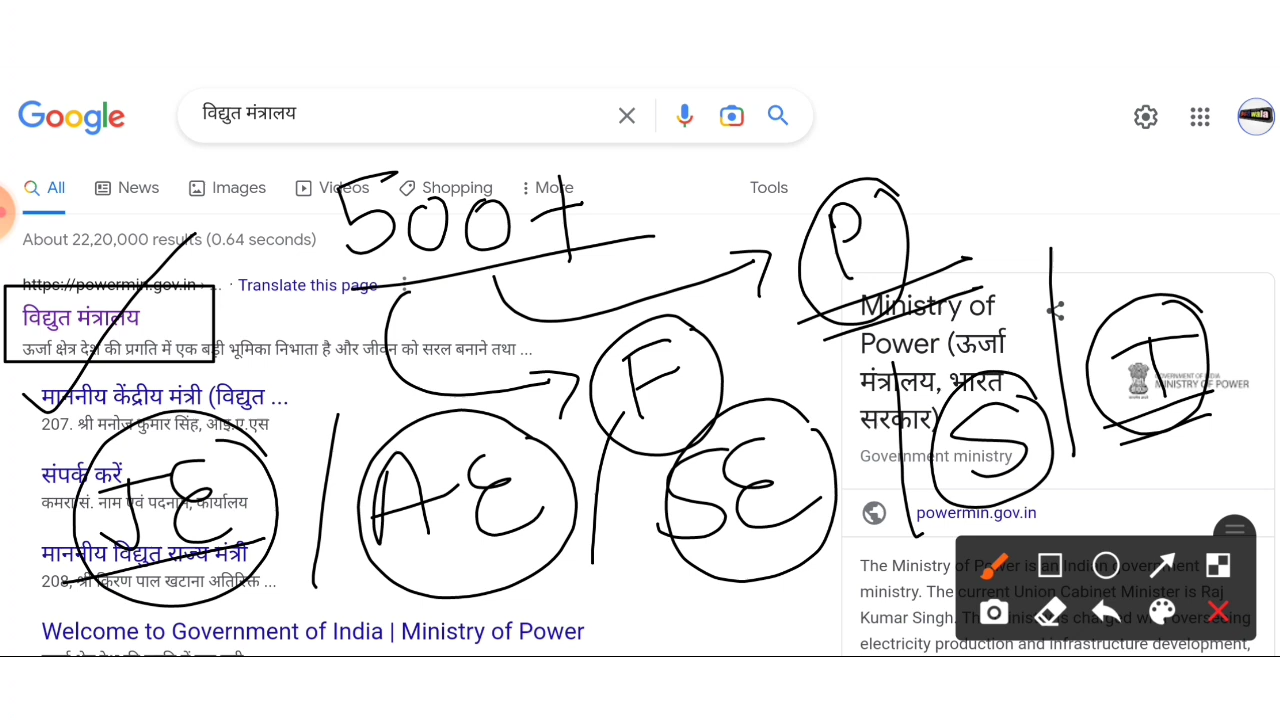 Google
विद्युत मंत्रालय
All News Images Videos Shopping More Tools
About 22,20,000 results (0.64 seconds)
500+
P
https://powermin.gov.in › ... · Translate this page
विद्युत मंत्रालय
ऊर्जा क्षेत्र देश की प्रगति में एक बड़ी भूमिका निभाता है और जीवन को सरल बनाने तथा ...
माननीय केंद्रीय मंत्री (विद्युत ...
207. श्री मनोज कुमार सिंह, आइ.ए.एस
संपर्क करें
कमरा सं. नाम एवं पदनाम, कार्यालय
माननीय विद्युत राज्य मंत्री
208, श्री किरण पाल खटाना अतिरिक्त ...
Welcome to Government of India | Ministry of Power
F
JE | AE | SE | S | T
Ministry of
Power (ऊर्जा
मंत्रालय, भारत
सरकार)
GOVERNMENT OF INDIA
MINISTRY OF POWER
Government ministry
powermin.gov.in
The Ministry of Power is an Indian government
ministry. The current Union Cabinet Minister is Raj
Kumar Singh. The ministry is charged with overseeing
electricity production and infrastructure development,